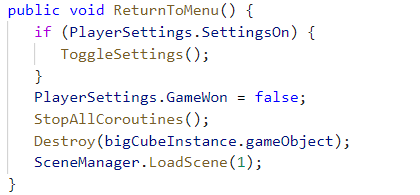 public void ReturnToMenu() {
    if (PlayerSettings.SettingsOn) {
        ToggleSettings();
    }
    PlayerSettings.GameWon = false;
    StopAllCoroutines();
    Destroy(bigCubeInstance.gameObject);
    SceneManager.LoadScene(1);
}